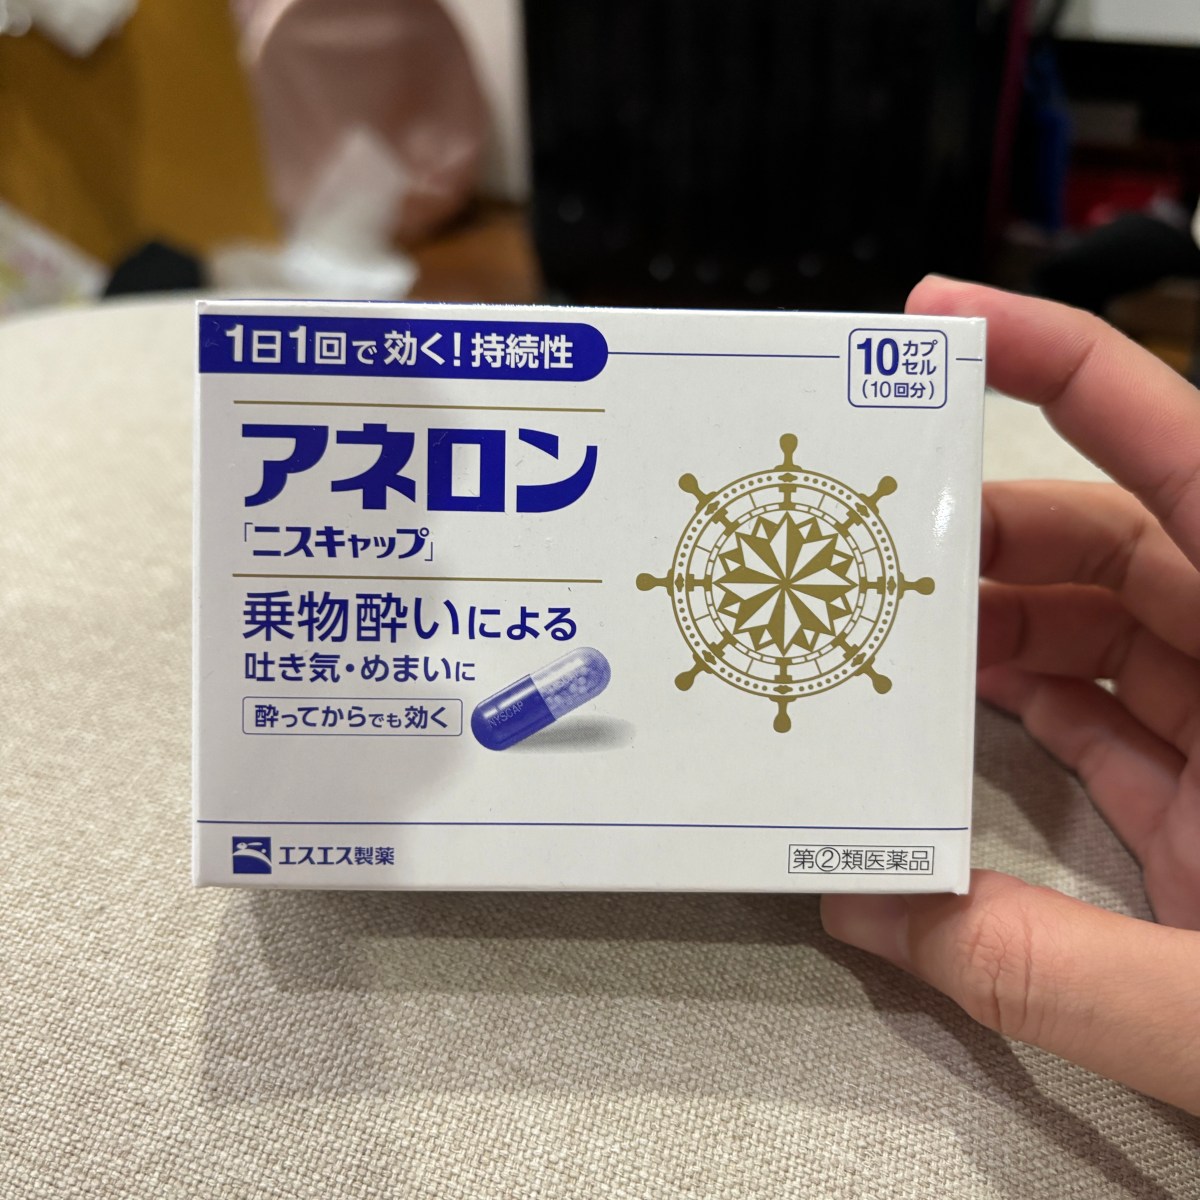 1日1回で効く!持続性
10カプセル
(10回分)
アネロン
「ニスキャップ」
乗物酔いによる
吐き気・めまいに
酔ってからでも効く
NYSCAP
エスエス製薬
第②類医薬品